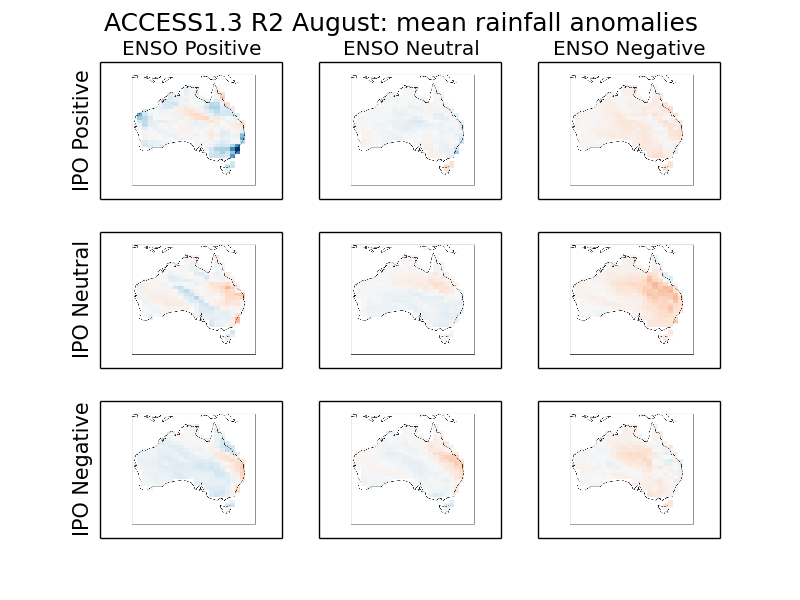 ACCESS1.3 R2 August: mean rainfall anomalies
ENSO Positive ENSO Neutral ENSO Negative
IPO Positive
IPO Neutral
IPO Negative